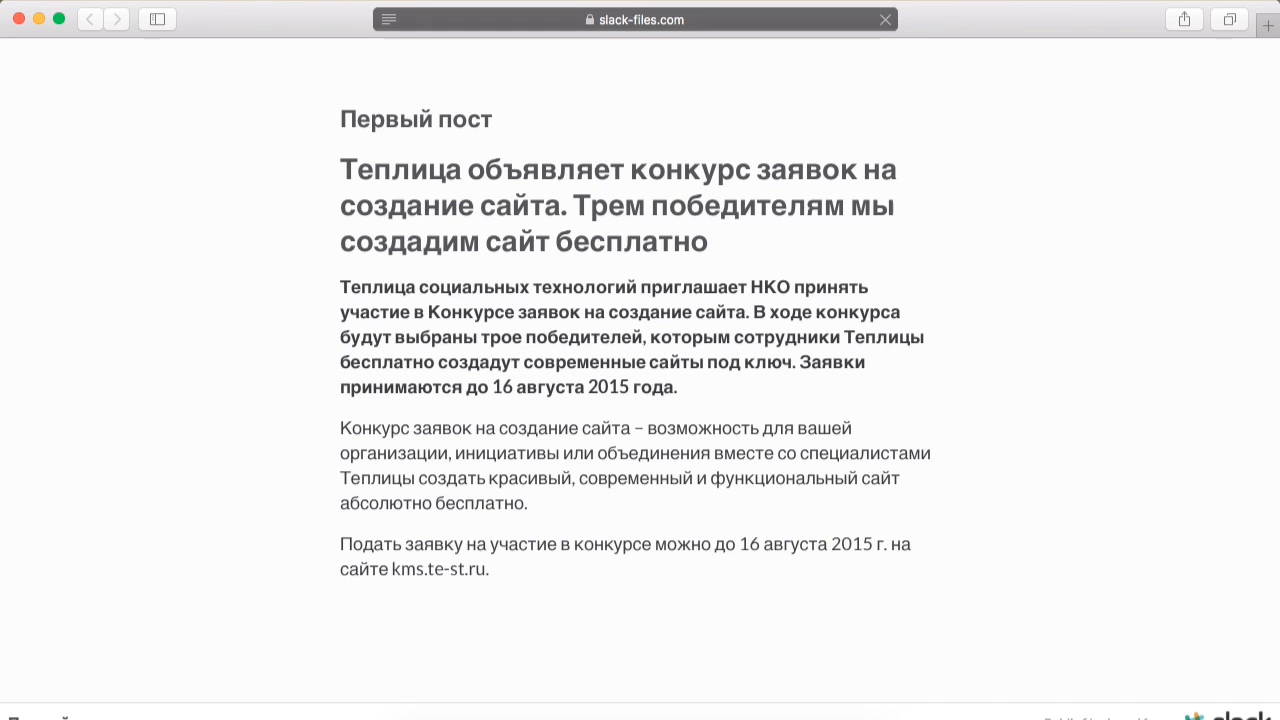 slack-files.com
Первый пост
Теплица объявляет конкурс заявок на
создание сайта. Трем победителям мы
создадим сайт бесплатно
Теплица социальных технологий приглашает НКО принять
участие в Конкурсе заявок на создание сайта. В ходе конкурса
будут выбраны трое победителей, которым сотрудники Теплицы
бесплатно создадут современные сайты под ключ. Заявки
принимаются до 16 августа 2015 года.
Конкурс заявок на создание сайта – возможность для вашей
организации, инициативы или объединения вместе со специалистами
Теплицы создать красивый, современный и функциональный сайт
абсолютно бесплатно.
Подать заявку на участие в конкурсе можно до 16 августа 2015 г. на
сайте kms.te-st.ru.
slack